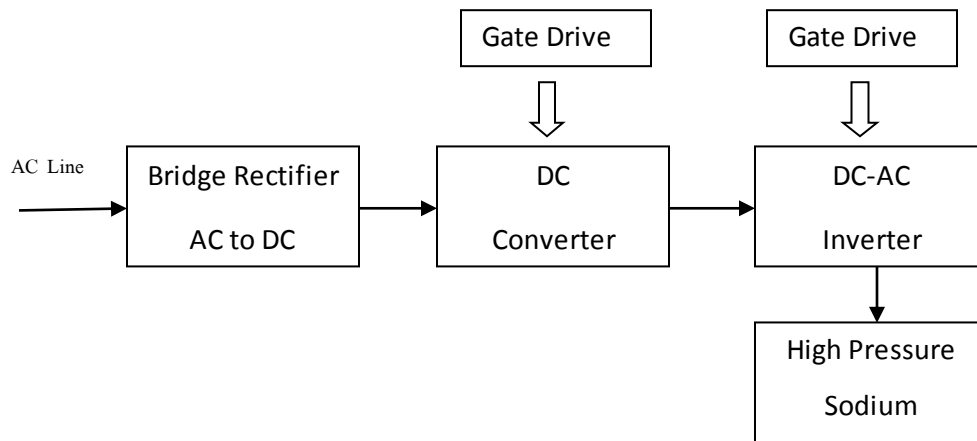 Gate Drive
Gate Drive
AC Line
Bridge Rectifier
AC to DC
DC
Converter
DC-AC
Inverter
High Pressure
Sodium